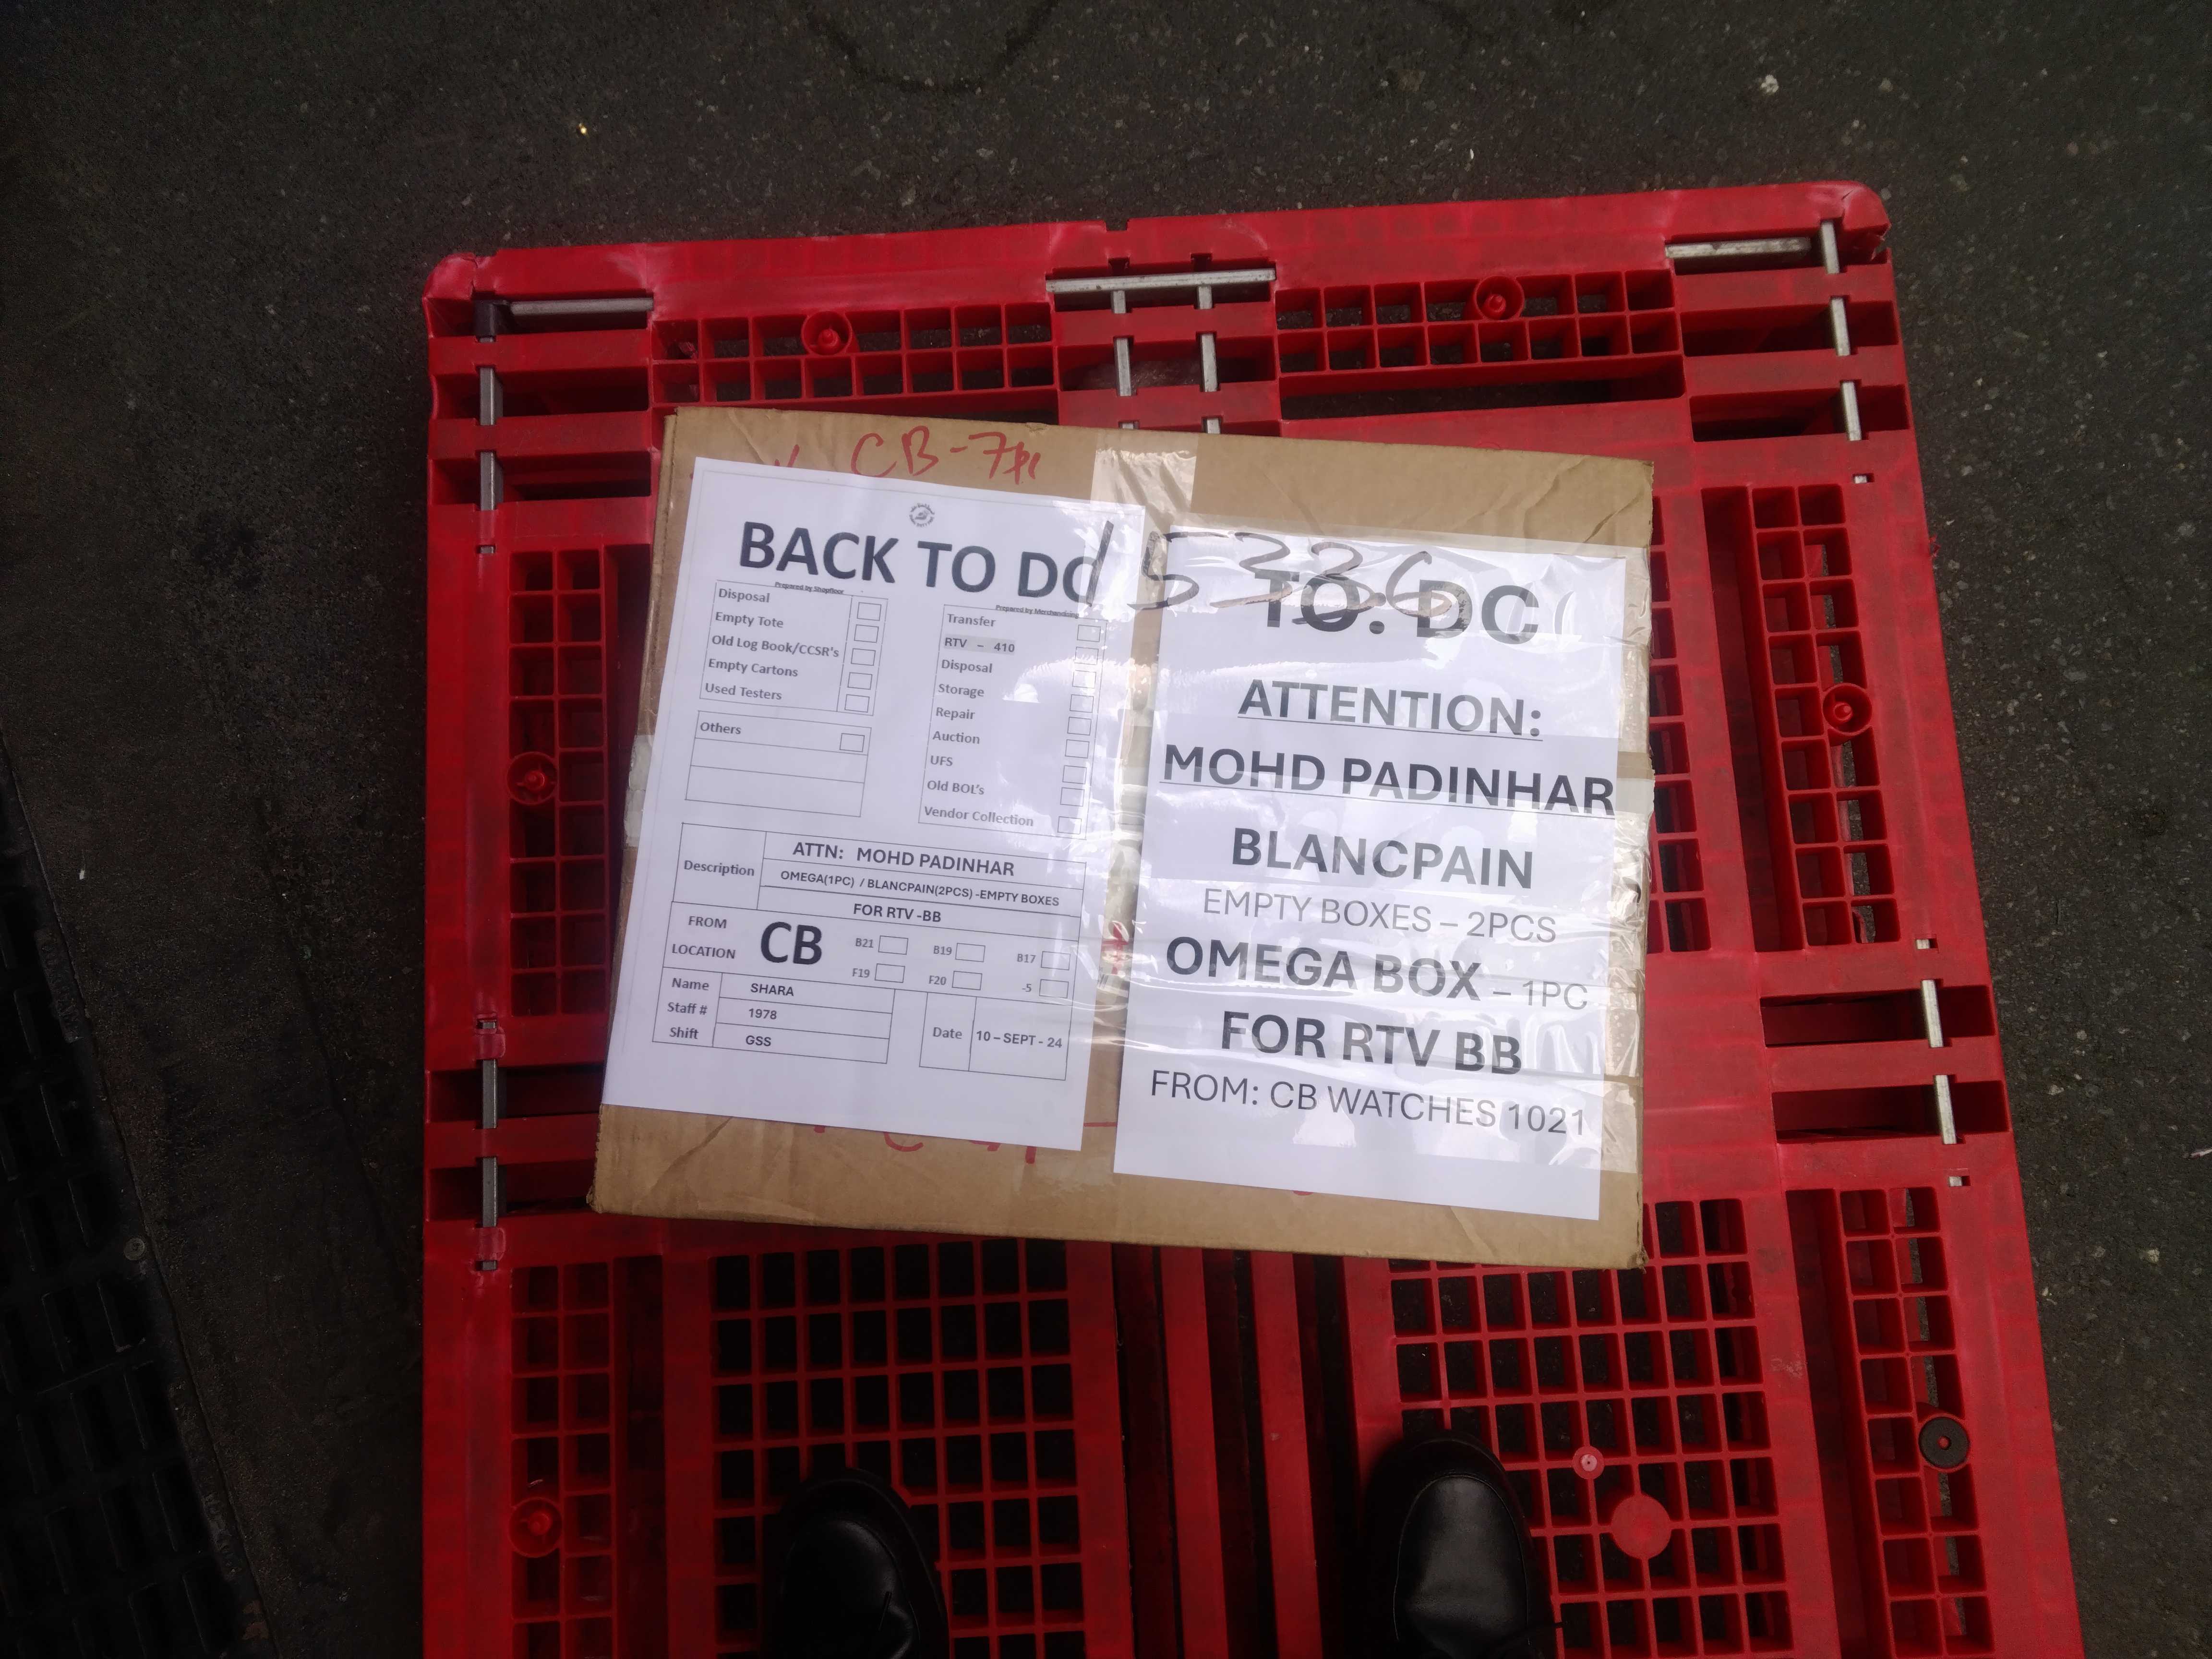 CB-7pc
BACK TO DC
15336
Prepared by Shopfloor
Disposal
Empty Tote
Old Log Book/CCSR's
Empty Cartons
Used Testers
Others
Prepared by Merchandising
Transfer
RTV – 410
Disposal
Storage
Repair
Auction
UFS
Old BOL's
Vendor Collection
Description
ATTN: MOHD PADINHAR
OMEGA(1PC) / BLANCPAIN(2PCS) -EMPTY BOXES
FOR RTV -BB
FROM
LOCATION
CB
B21 B19 B17
F19 F20 -5
Name SHARA
Staff # 1978
Shift GSS
Date 10 – SEPT - 24
TO: DC
ATTENTION:
MOHD PADINHAR
BLANCPAIN
EMPTY BOXES – 2PCS
OMEGA BOX – 1PC
FOR RTV BB
FROM: CB WATCHES 1021